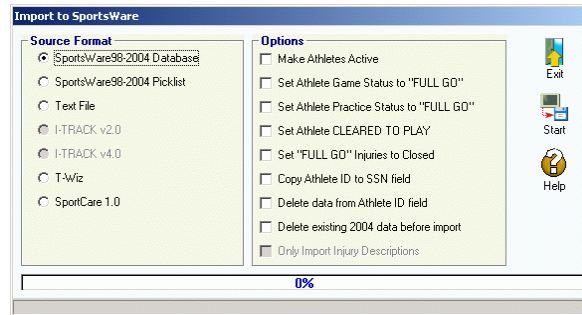 Import to SportsWare
Source Format
SportsWare98-2004 Database
SportsWare98-2004 Picklist
Text File
I-TRACK v2.0
I-TRACK v4.0
T-Wiz
SportCare 1.0
Options
Make Athletes Active
Set Athlete Game Status to "FULL GO"
Set Athlete Practice Status to "FULL GO"
Set Athlete CLEARED TO PLAY
Set "FULL GO" Injuries to Closed
Copy Athlete ID to SSN field
Delete data from Athlete ID field
Delete existing 2004 data before import
Only Import Injury Descriptions
Exit
Start
Help
0%